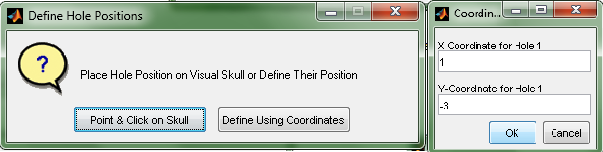 Define Hole Positions
?
Place Hole Position on Visual Skull or Define Their Position
Point & Click on Skull
Define Using Coordinates
Coordin...
X Coordinate for Hole 1
1
Y-Coordinate for Hole 1
-3
OK
Cancel